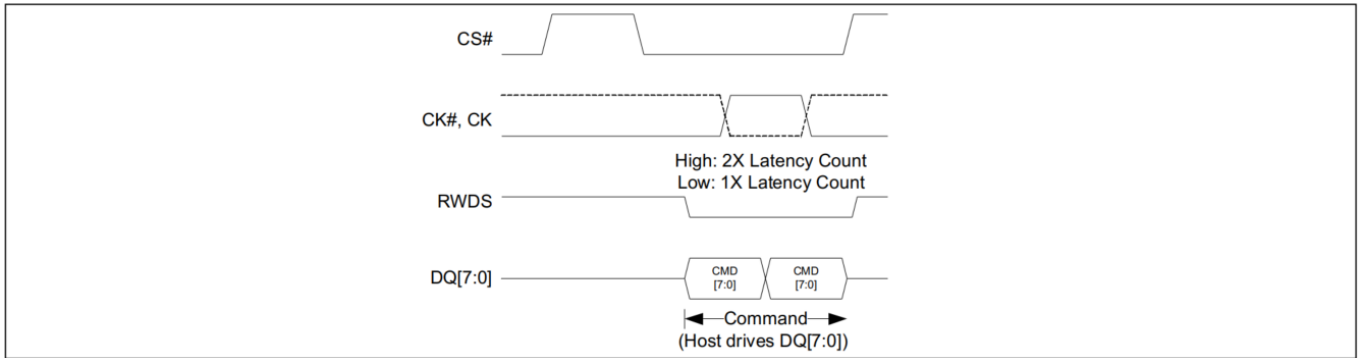 CS#
CK#, CK
High: 2X Latency Count
Low: 1X Latency Count
RWDS
DQ[7:0]
CMD
[7:0]
CMD
[7:0]
Command
(Host drives DQ[7:0])